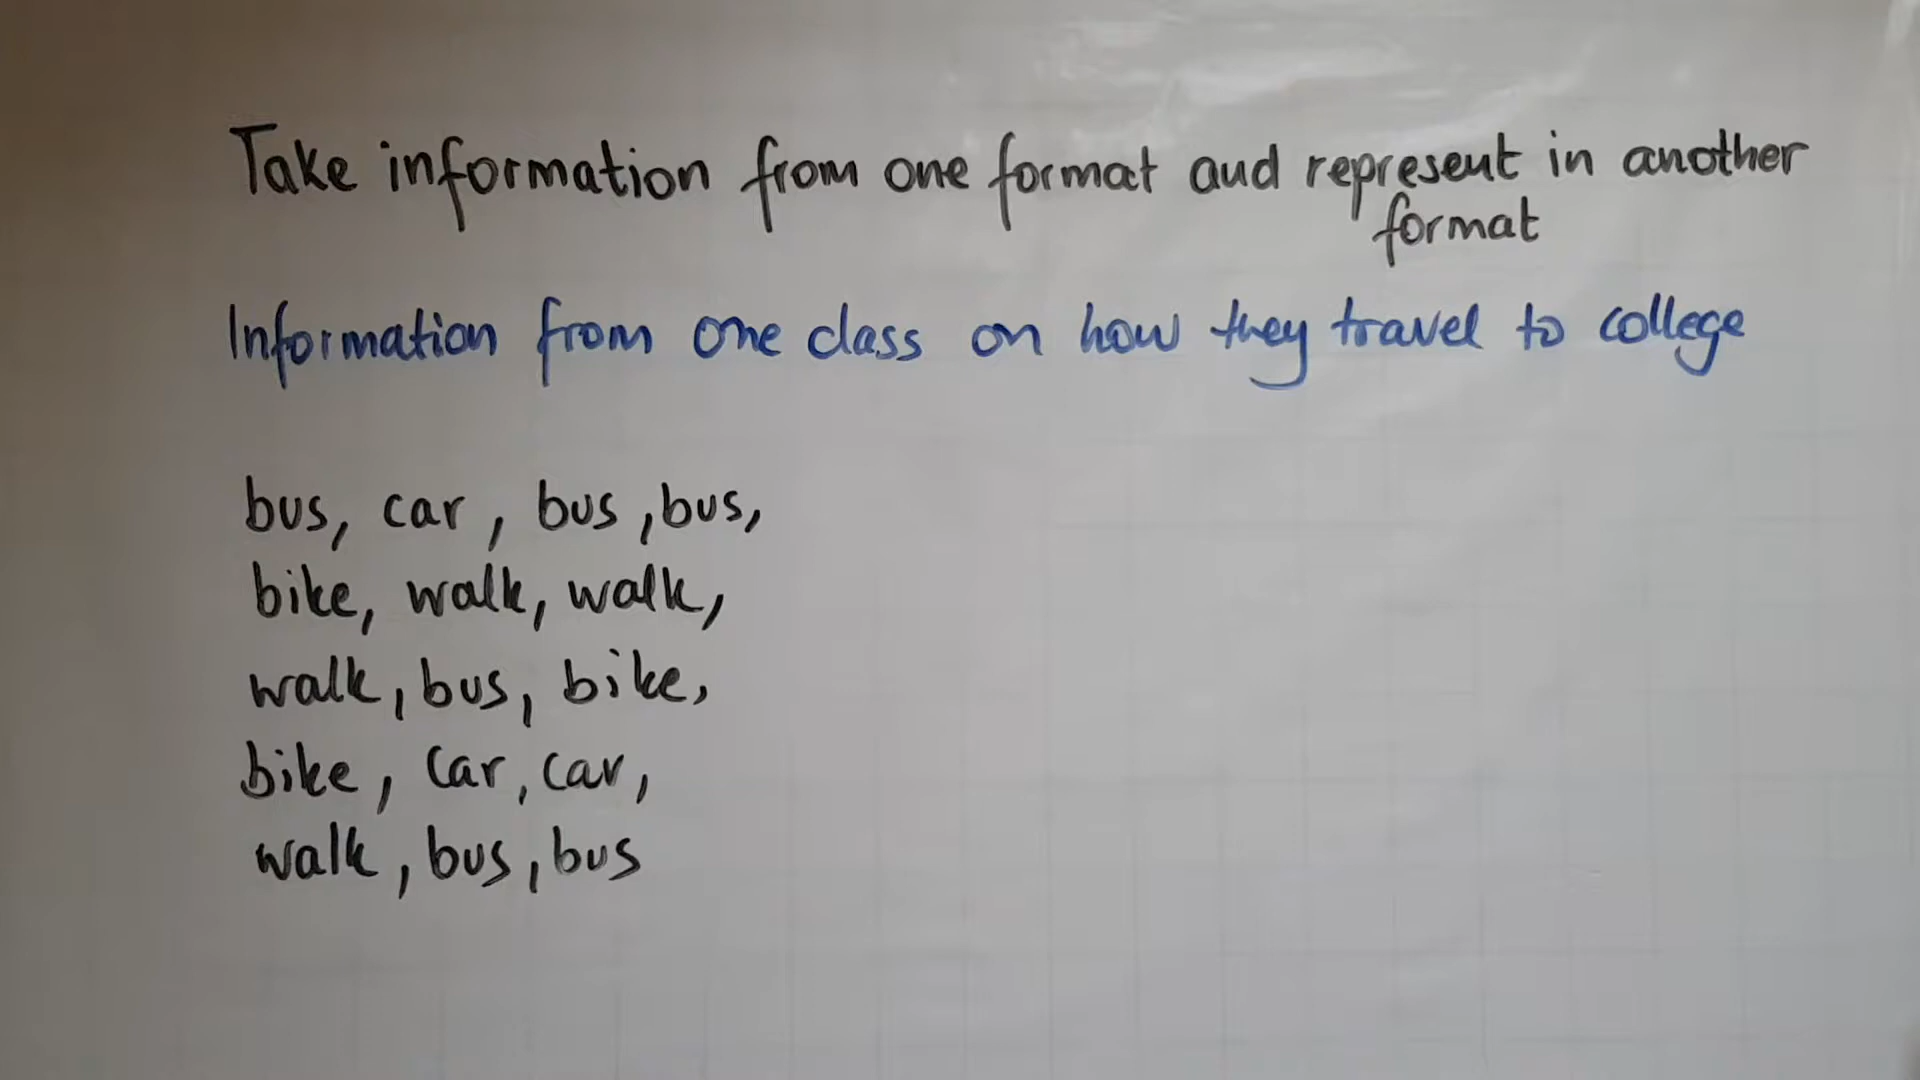 Take information from one format and represent in another
format
Information from one class on how they travel to college
bus, car, bus, bus,
bike, walk, walk,
walk, bus, bike,
bike, car, car,
walk, bus, bus